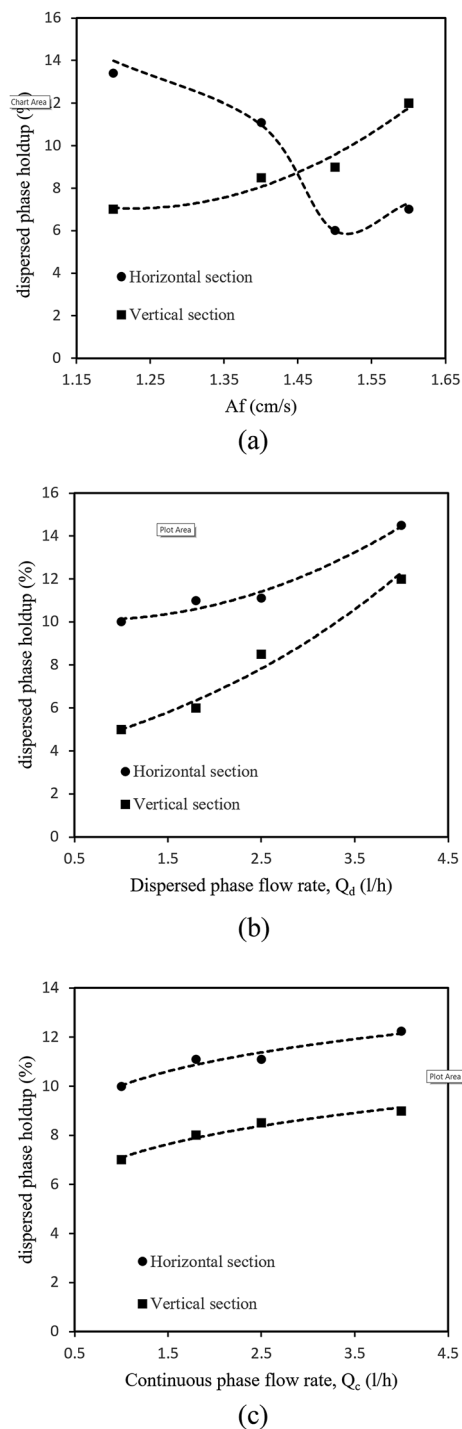 16
14
12
10
8
6
4
2
0
dispersed phase holdup (%)
Chart Area
Horizontal section
Vertical section
1.15 1.25 1.35 1.45 1.55 1.65
Af (cm/s)
(a)
16
14
12
10
8
6
4
2
0
dispersed phase holdup (%)
Plot Area
Horizontal section
Vertical section
0.5 1.5 2.5 3.5 4.5
Dispersed phase flow rate, Qd (l/h)
(b)
14
12
10
8
6
4
2
0
dispersed phase holdup (%)
Plot Area
Horizontal section
Vertical section
0.5 1.5 2.5 3.5 4.5
Continuous phase flow rate, Qc (l/h)
(c)